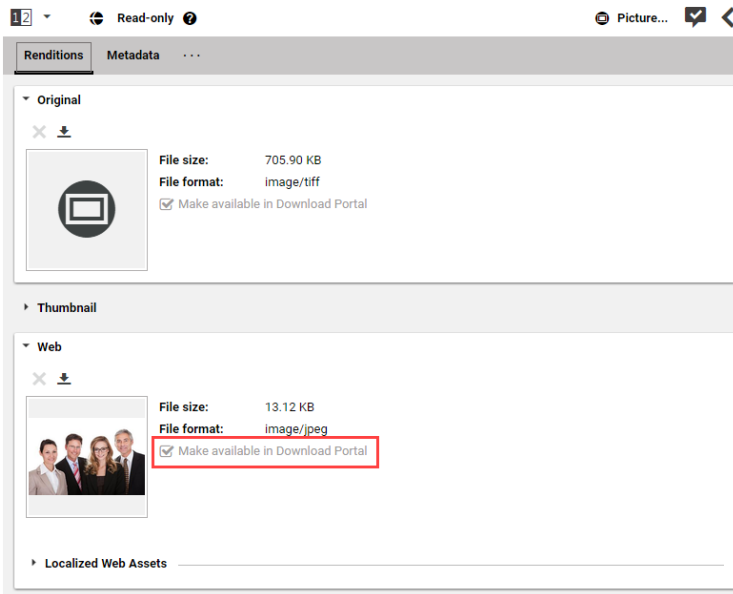 12 Read-only ? Picture...
Renditions Metadata ...
Original
File size: 705.90 KB
File format: image/tiff
Make available in Download Portal
Thumbnail
Web
File size: 13.12 KB
File format: image/jpeg
Make available in Download Portal
Localized Web Assets